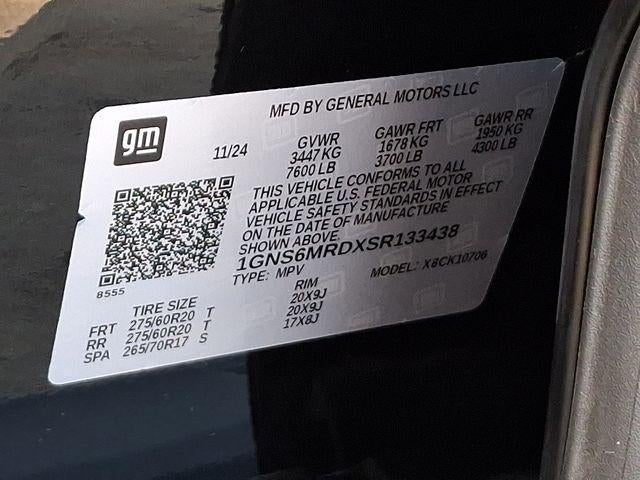 MFD BY GENERAL MOTORS LLC
gm
11/24
GVWR GAWR FRT GAWR RR
3447 KG 1678 KG 1950 KG
7600 LB 3700 LB 4300 LB
THIS VEHICLE CONFORMS TO ALL
APPLICABLE U.S. FEDERAL MOTOR
VEHICLE SAFETY STANDARDS IN EFFECT
ON THE DATE OF MANUFACTURE
SHOWN ABOVE.
1GNS6MRDXSR133438
TYPE: MPV MODEL: X8CK10706
8555
TIRE SIZE RIM
FRT 275/60R20 T 20X9J
RR 275/60R20 T 20X9J
SPA 265/70R17 S 17X8J